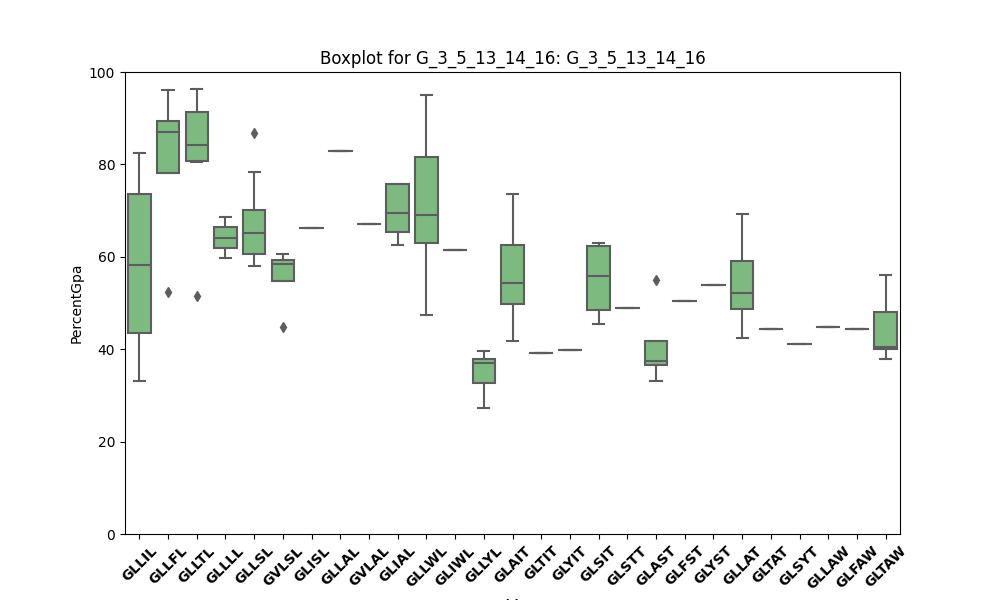 Boxplot for G_3_5_13_14_16: G_3_5_13_14_16
PercentGpa
100
80
60
40
20
0
GLLIL
GLLFL
GLLTL
GLLLL
GLLSL
GVLSL
GLISL
GLLAL
GVLAL
GLIAL
GLLWL
GLIWL
GLLYL
GLAIT
GLTIT
GLYIT
GLSIT
GLSTT
GLAST
GLFST
GLYST
GLLAT
GLTAT
GLSYT
GLLAW
GLFAW
GLTAW